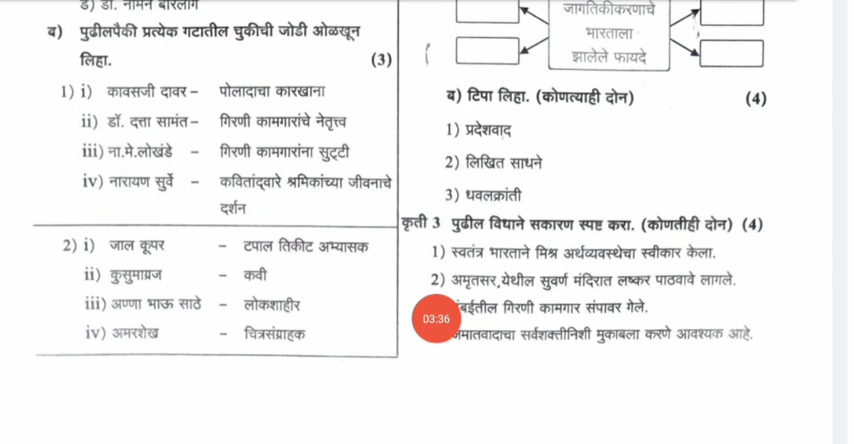 ड) डॉ. नामन बारलॉग
ब) पुढीलपैकी प्रत्येक गटातील चुकीची जोडी ओळखून
लिहा. (3)
1) i) कावसजी दावर – पोलादाचा कारखाना
ii) डॉ. दत्ता सामंत – गिरणी कामगारांचे नेतृत्त्व
iii) ना.मे.लोखंडे – गिरणी कामगारांना सुट्टी
iv) नारायण सुर्वे – कवितांद्वारे श्रमिकांच्या जीवनाचे
दर्शन
2) i) जाल कूपर – टपाल तिकीट अभ्यासक
ii) कुसुमाग्रज – कवी
iii) अण्णा भाऊ साठे – लोकशाहीर
iv) अमरशेख – चित्रसंग्राहक
जागतिकीकरणाचे
भारताला
झालेले फायदे
ब) टिपा लिहा. (कोणत्याही दोन) (4)
1) प्रदेशवाद
2) लिखित साधने
3) धवलक्रांती
कृती 3 पुढील विधाने सकारण स्पष्ट करा. (कोणतीही दोन) (4)
1) स्वतंत्र भारताने मिश्र अर्थव्यवस्थेचा स्वीकार केला.
2) अमृतसर येथील सुवर्ण मंदिरात लष्कर पाठवावे लागले.
गिरणी कामगार संपावर गेले.
सर्वशक्तीनिशी मुकाबला करणे आवश्यक आहे.
03:36